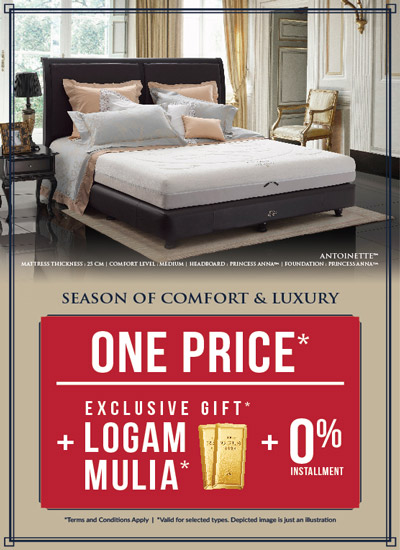 ANTOINETTE™
MATTRESS THICKNESS : 25 CM | COMFORT LEVEL : MEDIUM | HEADBOARD : PRINCESS ANNA™ | FOUNDATION : PRINCESS ANNA™
SEASON OF COMFORT & LUXURY
ONE PRICE*
EXCLUSIVE GIFT*
+ LOGAM MULIA*
+ 0%
INSTALLMENT
*Terms and Conditions Apply | *Valid for selected types. Depicted image is just an illustration